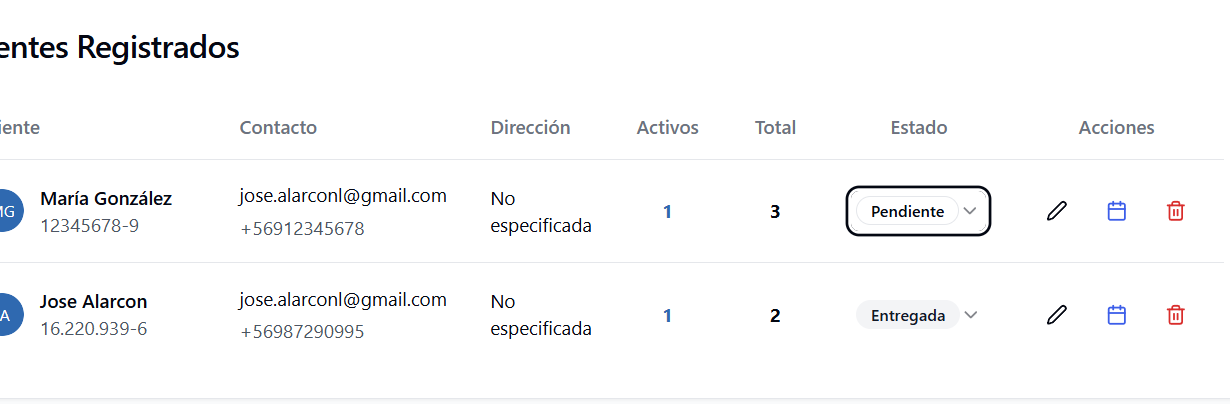 entes Registrados
iente Contacto Dirección Activos Total Estado Acciones
MG María González jose.alarconl@gmail.com No 1 3 Pendiente
12345678-9 +56912345678 especificada
A Jose Alarcon jose.alarconl@gmail.com No 1 2 Entregada
16.220.939-6 +56987290995 especificada